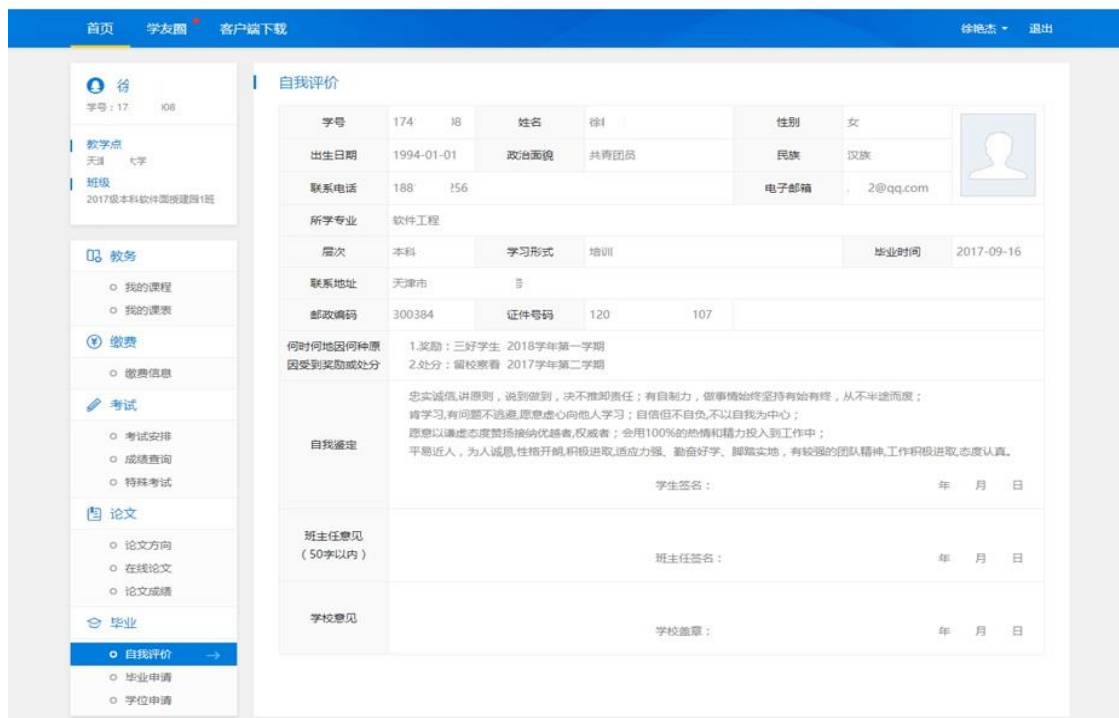 首页 学友圈 客户端下载 徐艳杰 退出
徐
学号：17 08
教学点
天 大学
班级
2017级本科软件面授建园1班
教务
我的课程
我的课表
缴费
缴费信息
考试
考试安排
成绩查询
特殊考试
论文
论文方向
在线论文
论文成绩
毕业
自我评价
毕业申请
学位申请
自我评价
学号 174 8 姓名 徐 性别 女
出生日期 1994-01-01 政治面貌 共青团员 民族 汉族
联系电话 188 256 电子邮箱 2@qq.com
所学专业 软件工程
层次 本科 学习形式 培训 毕业时间 2017-09-16
联系地址 天津市
邮政编码 300384 证件号码 120 107
何时何地因何种原 1.奖励：三好学生 2018学年第一学期
因受到奖励或处分 2.处分：留校察看 2017学年第二学期
自我鉴定
忠实诚信,讲原则，说到做到，决不推卸责任；有自制力，做事情始终坚持有始有终，从不半途而废；
肯学习,有问题不逃避,愿意虚心向他人学习；自信但不自负,不以自我为中心；
愿意以谦虚态度赞扬接纳优越者,权威者；会用100%的热情和精力投入到工作中；
平易近人，为人诚恳,性格开朗,积极进取,适应力强、勤奋好学、脚踏实地，有较强的团队精神,工作积极进取,态度认真。
学生签名： 年 月 日
班主任意见
（50字以内）
班主任签名： 年 月 日
学校意见
学校盖章： 年 月 日